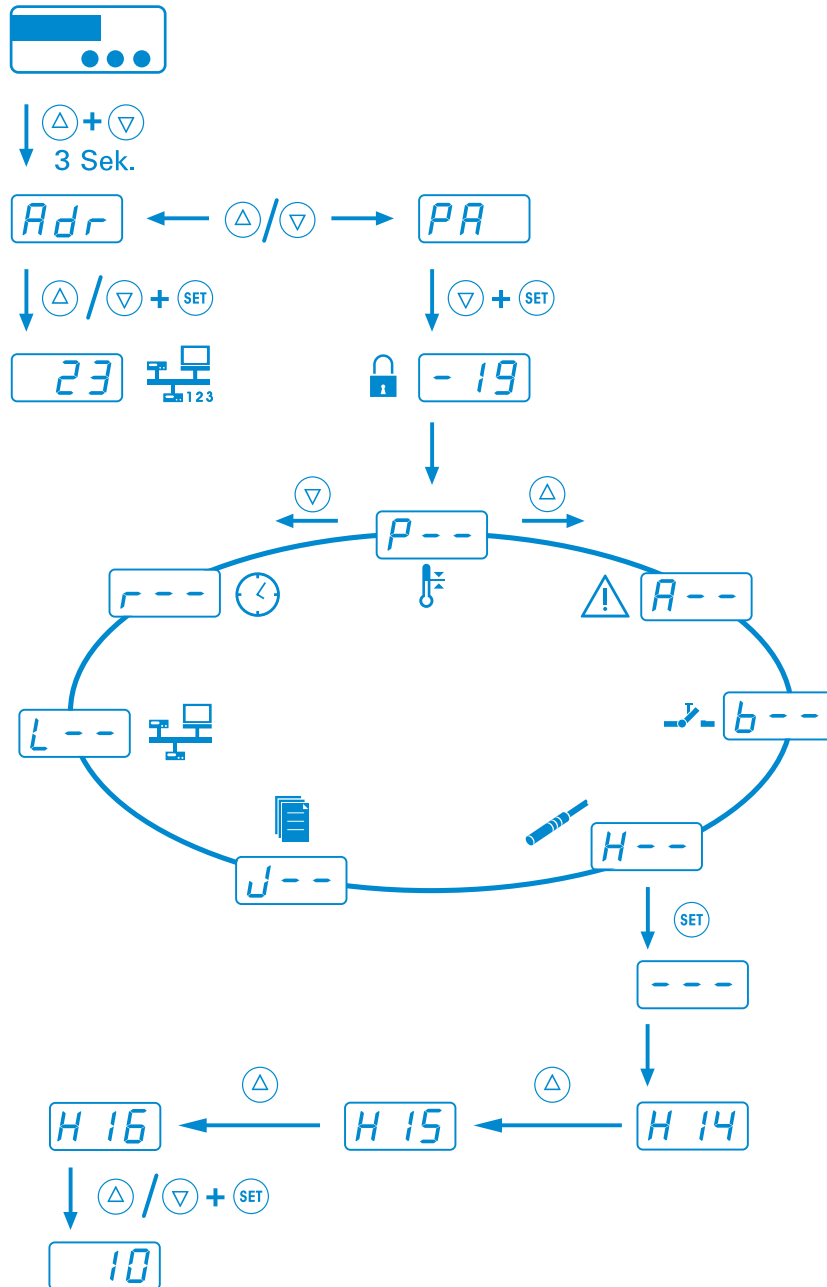 3 Sek.
Adr
PA
SET
SET
23
123
-19
P--
r--
A--
L--
b--
H--
J--
SET
---
H 16
H 15
H 14
SET
10